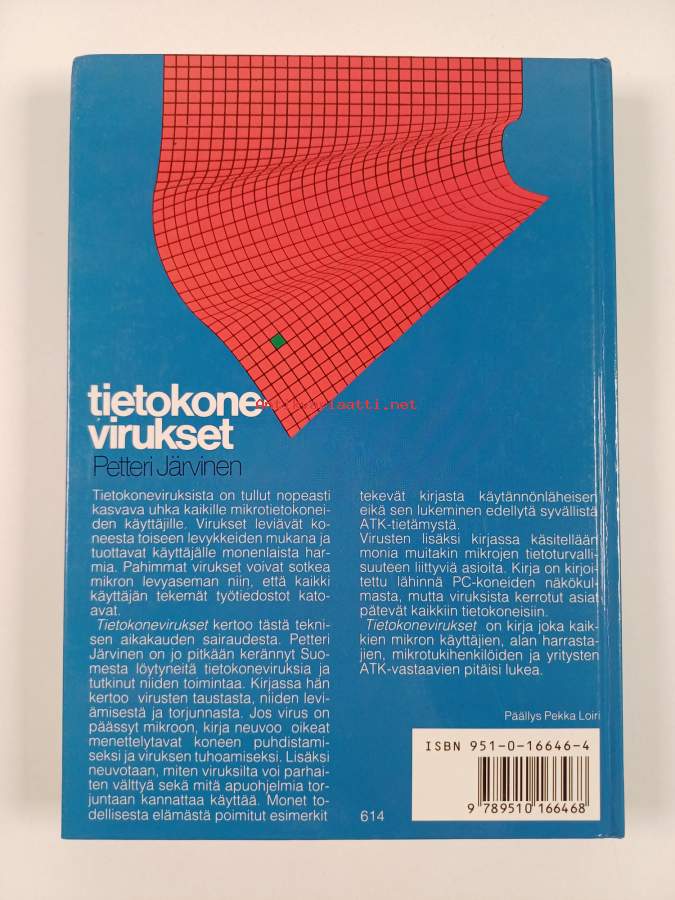 tietokone
virukset
Petteri Järvinen
Tietokoneviruksista on tullut nopeasti
kasvava uhka kaikille mikrotietokonei-
den käyttäjille. Virukset leviävät ko-
neesta toiseen levykkeiden mukana ja
tuottavat käyttäjälle monenlaista har-
mia. Pahimmat virukset voivat sotkea
mikron levyaseman niin, että kaikki
käyttäjän tekemät työtiedostot kato-
avat.
Tietokonevirukset kertoo tästä tekni-
sen aikakauden sairaudesta. Petteri
Järvinen on jo pitkään kerännyt Suo-
mesta löytyneitä tietokoneviruksia ja
tutkinut niiden toimintaa. Kirjassa hän
kertoo virusten taustasta, niiden levi-
ämisestä ja torjunnasta. Jos virus on
päässyt mikroon, kirja neuvoo oikeat
menettelytavat koneen puhdistami-
seksi ja viruksen tuhoamiseksi. Lisäksi
neuvotaan, miten viruksilta voi parhai-
ten välttyä sekä mitä apuohjelmia tor-
juntaan kannattaa käyttää. Monet to-
dellisesta elämästä poimitut esimerkit
tekevät kirjasta käytännönläheisen
eikä sen lukeminen edellytä syvällistä
ATK-tietämystä.
Virusten lisäksi kirjassa käsitellään
monia muitakin mikrojen tietoturvalli-
suuteen liittyviä asioita. Kirja on kirjoi-
tettu lähinnä PC-koneiden näkökul-
masta, mutta viruksista kerrotut asiat
pätevät kaikkiin tietokoneisiin.
Tietokonevirukset on kirja joka kaik-
kien mikron käyttäjien, alan harrasta-
jien, mikrotukihenkilöiden ja yritysten
ATK-vastaavien pitäisi lukea.
Päällys Pekka Loiri
ISBN 951-0-16646-4
9 789510 166468
614